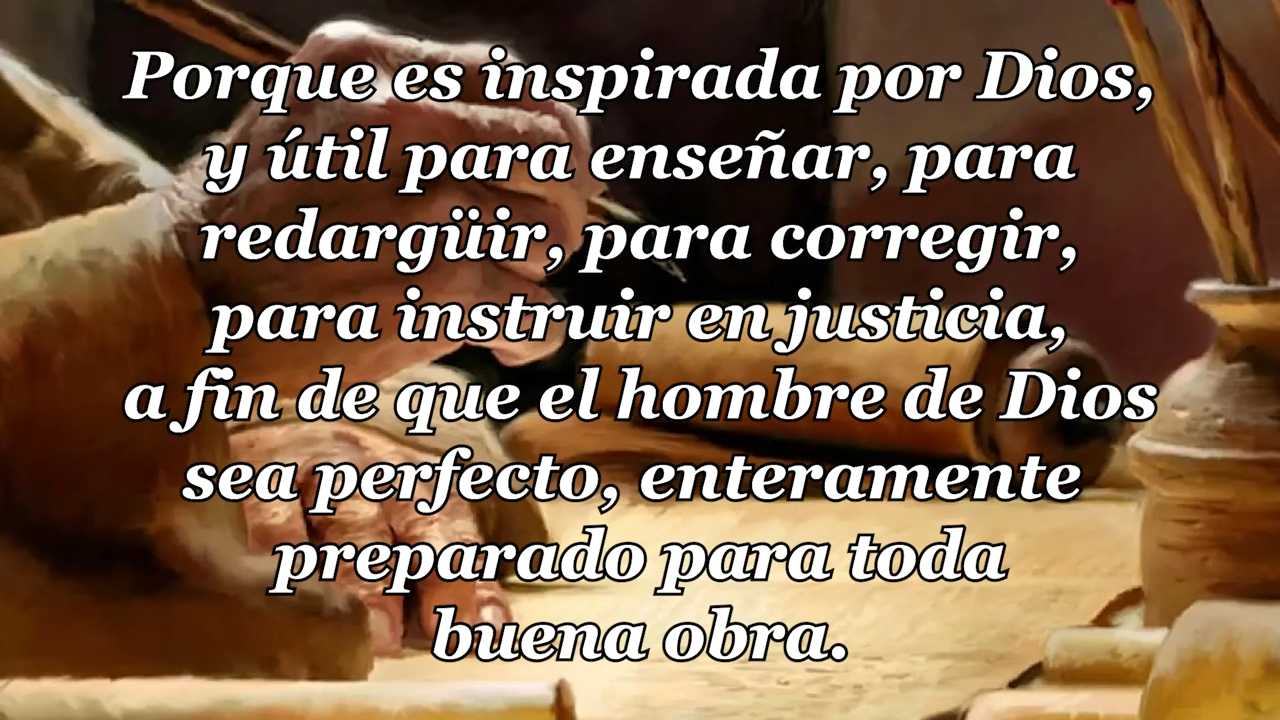 Porque es inspirada por Dios,
y útil para enseñar, para
redargüir, para corregir,
para instruir en justicia,
a fin de que el hombre de Dios
sea perfecto, enteramente
preparado para toda
buena obra.